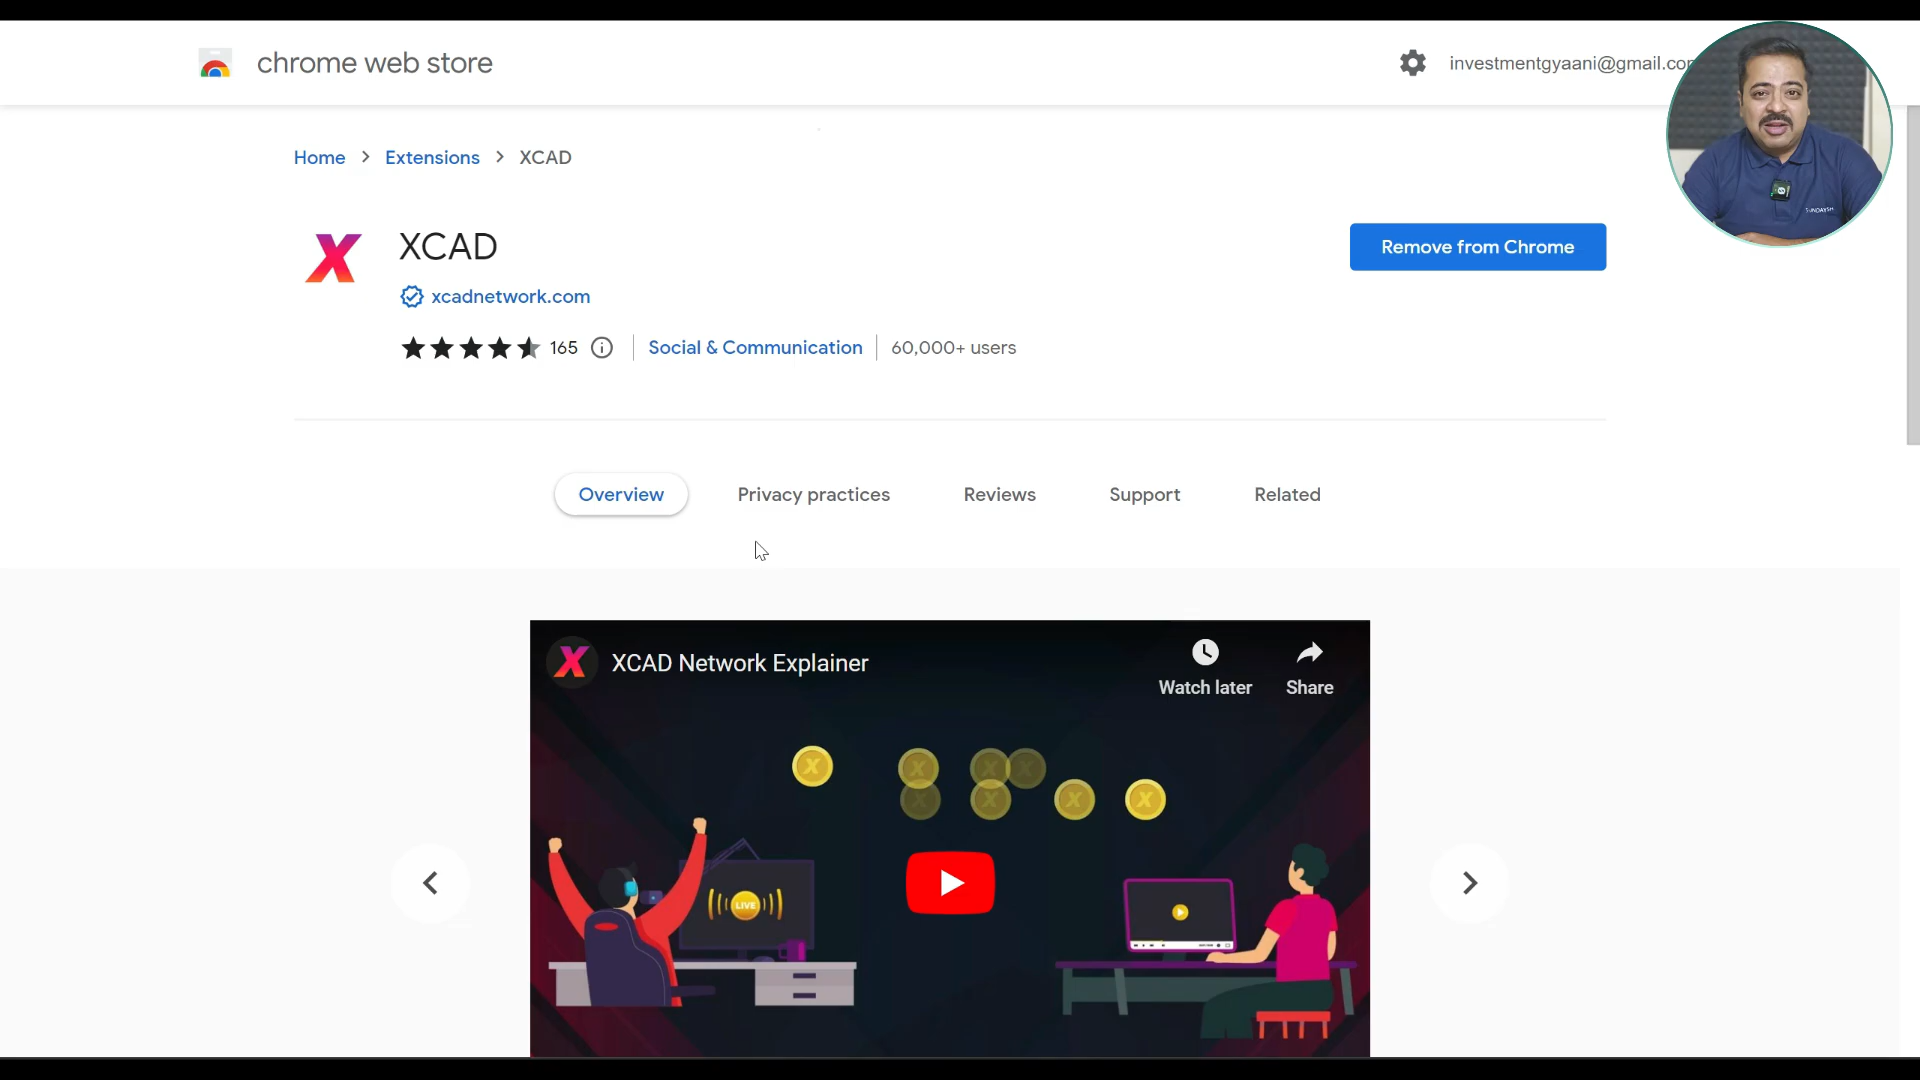 chrome web store
investmentgyaani@gmail.com
Home > Extensions > XCAD
XCAD
Remove from Chrome
xcadnetwork.com
165
Social & Communication
60,000+ users
Overview
Privacy practices
Reviews
Support
Related
XCAD Network Explainer
Watch later
Share
LIVE